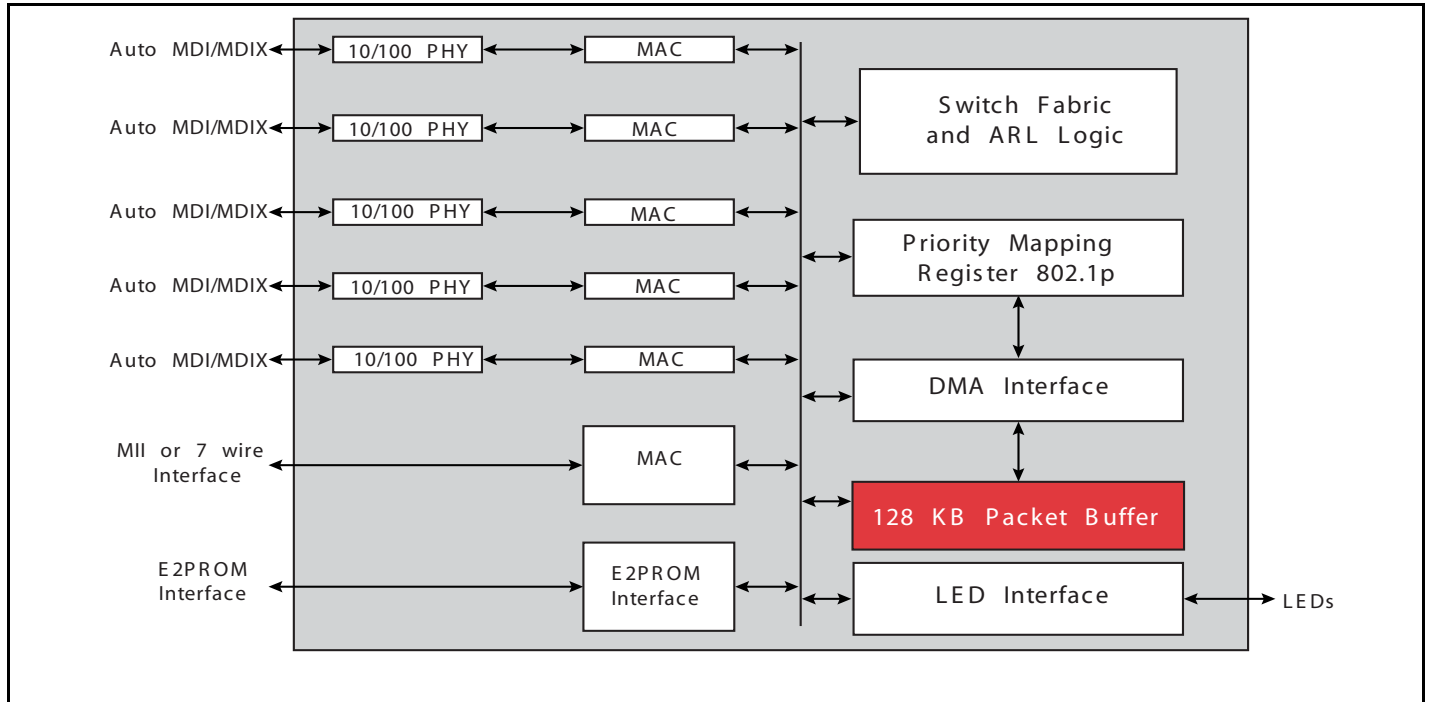 Auto MDI/MDIX
10/100 PHY
MAC
Auto MDI/MDIX
10/100 PHY
MAC
Auto MDI/MDIX
10/100 PHY
MAC
Auto MDI/MDIX
10/100 PHY
MAC
Auto MDI/MDIX
10/100 PHY
MAC
MII or 7 wire
Interface
MAC
E2PROM
Interface
E2PROM
Interface
Switch Fabric
and ARL Logic
Priority Mapping
Register 802.1p
DMA Interface
128 KB Packet Buffer
LED Interface
LEDs